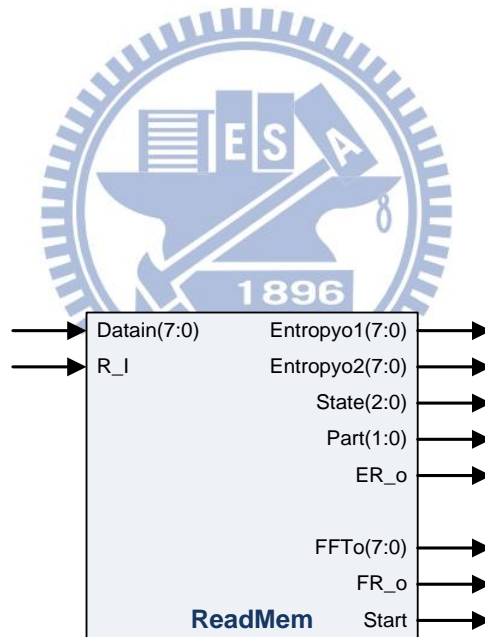 E S A
1896
Datain(7:0) Entropyo1(7:0)
R_I Entropyo2(7:0)
State(2:0)
Part(1:0)
ER_o
FFTo(7:0)
FR_o
ReadMem Start